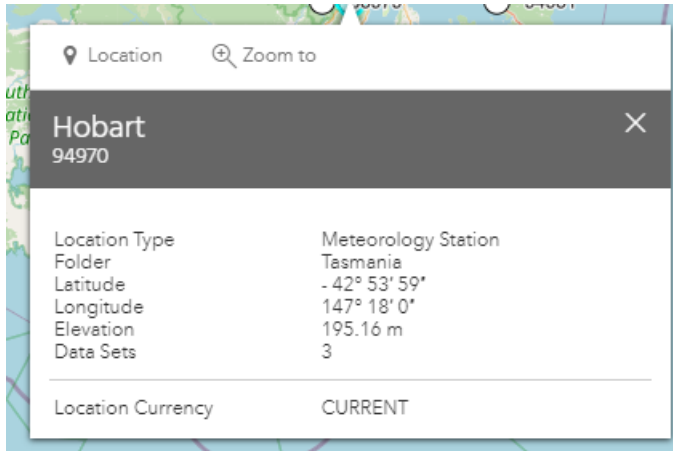 Location Zoom to
Hobart
94970
Location Type Meteorology Station
Folder Tasmania
Latitude - 42° 53′ 59″
Longitude 147° 18′ 0″
Elevation 195.16 m
Data Sets 3
Location Currency CURRENT